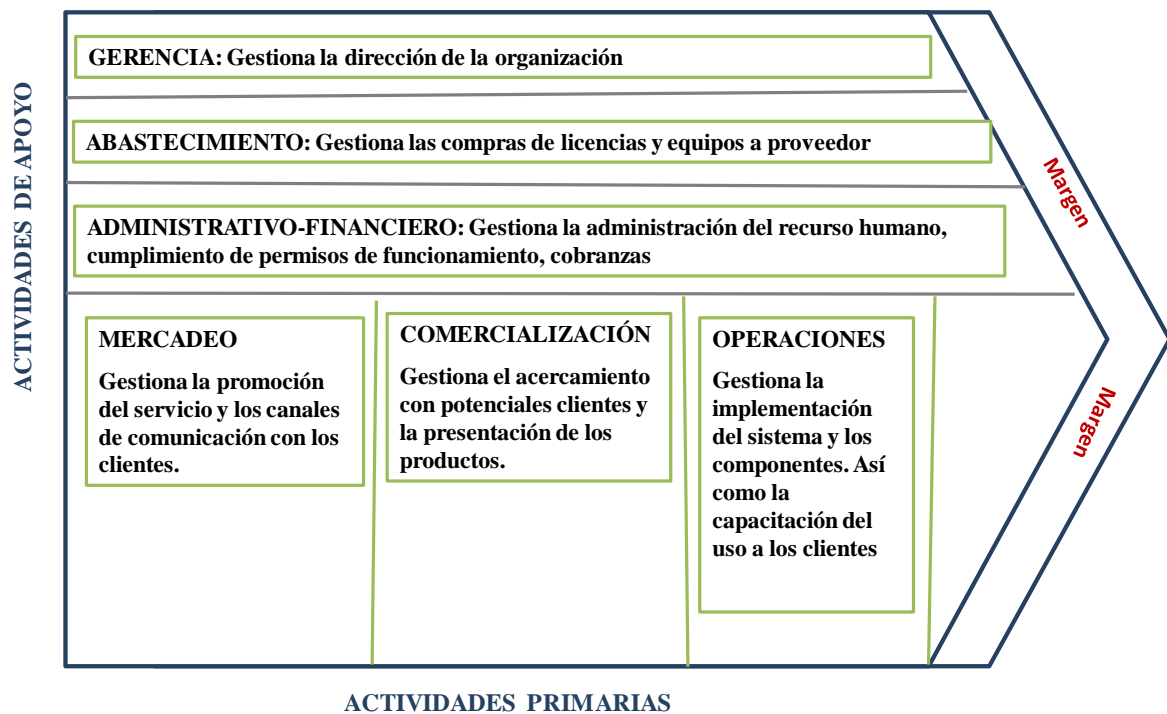 ACTIVIDADES DE APOYO
GERENCIA: Gestiona la dirección de la organización
ABASTECIMIENTO: Gestiona las compras de licencias y equipos a proveedor
ADMINISTRATIVO-FINANCIERO: Gestiona la administración del recurso humano,
cumplimiento de permisos de funcionamiento, cobranzas
MERCADEO
Gestiona la promoción
del servicio y los canales
de comunicación con los
clientes.
COMERCIALIZACIÓN
Gestiona el acercamiento
con potenciales clientes y
la presentación de los
productos.
OPERACIONES
Gestiona la
implementación
del sistema y los
componentes. Así
como la
capacitación del
uso a los clientes
Margen
Margen
ACTIVIDADES PRIMARIAS